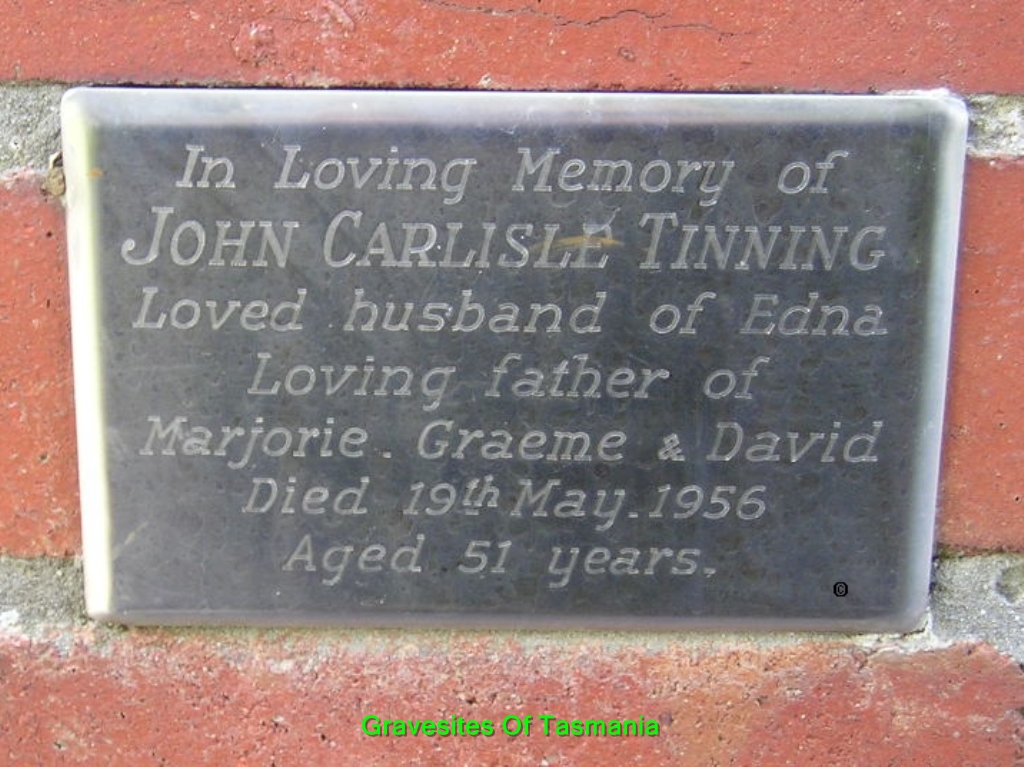 In Loving Memory of
JOHN CARLISLE TINNING
Loved husband of Edna
Loving father of
Marjorie. Graeme & David
Died 19th May.1956
Aged 51 years.
©
Gravesites Of Tasmania